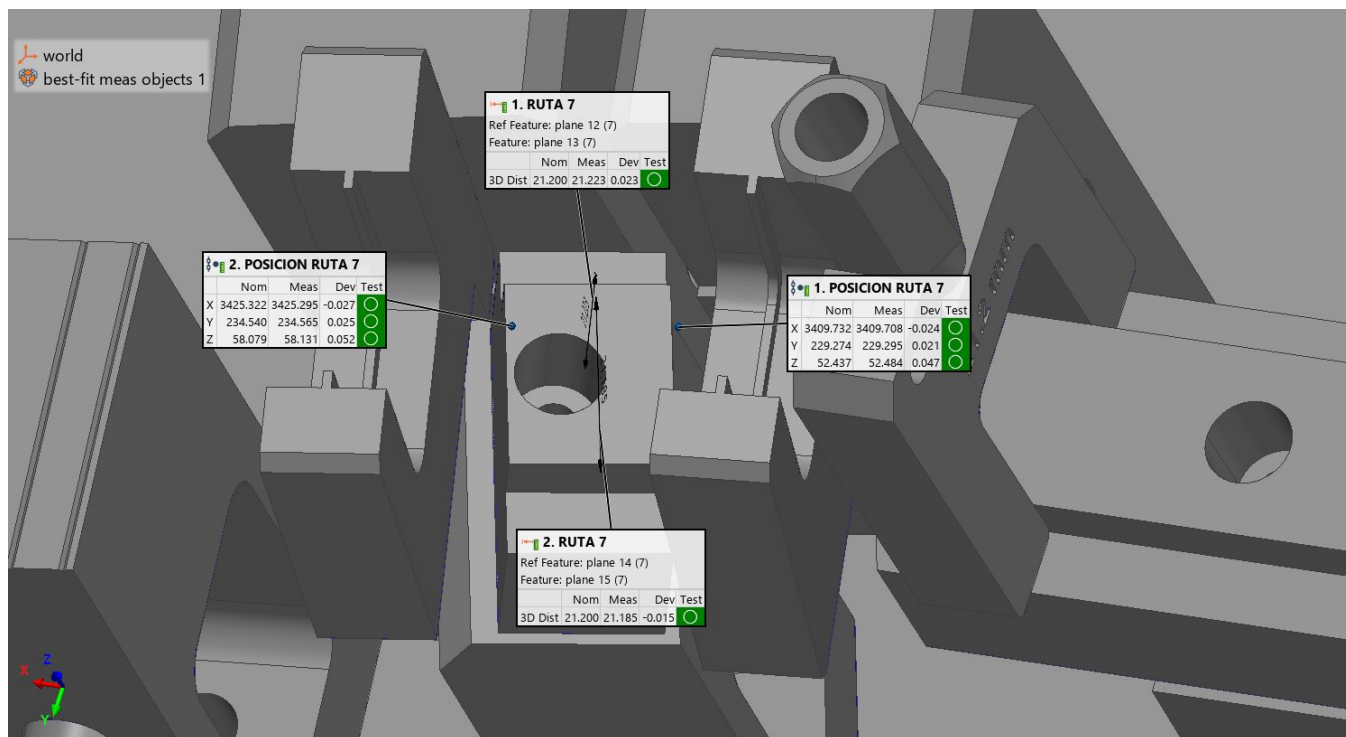 world
best-fit meas objects 1
1. RUTA 7
Ref Feature: plane 12 (7)
Feature: plane 13 (7)
Nom Meas Dev Test
3D Dist 21.200 21.223 0.023
2. POSICION RUTA 7
Nom Meas Dev Test
X 3425.322 3425.295 -0.027
Y 234.540 234.565 0.025
Z 58.079 58.131 0.052
1. POSICION RUTA 7
Nom Meas Dev Test
X 3409.732 3409.708 -0.024
Y 229.274 229.295 0.021
Z 52.437 52.484 0.047
2. RUTA 7
Ref Feature: plane 14 (7)
Feature: plane 15 (7)
Nom Meas Dev Test
3D Dist 21.200 21.185 -0.015
Z
X
Y